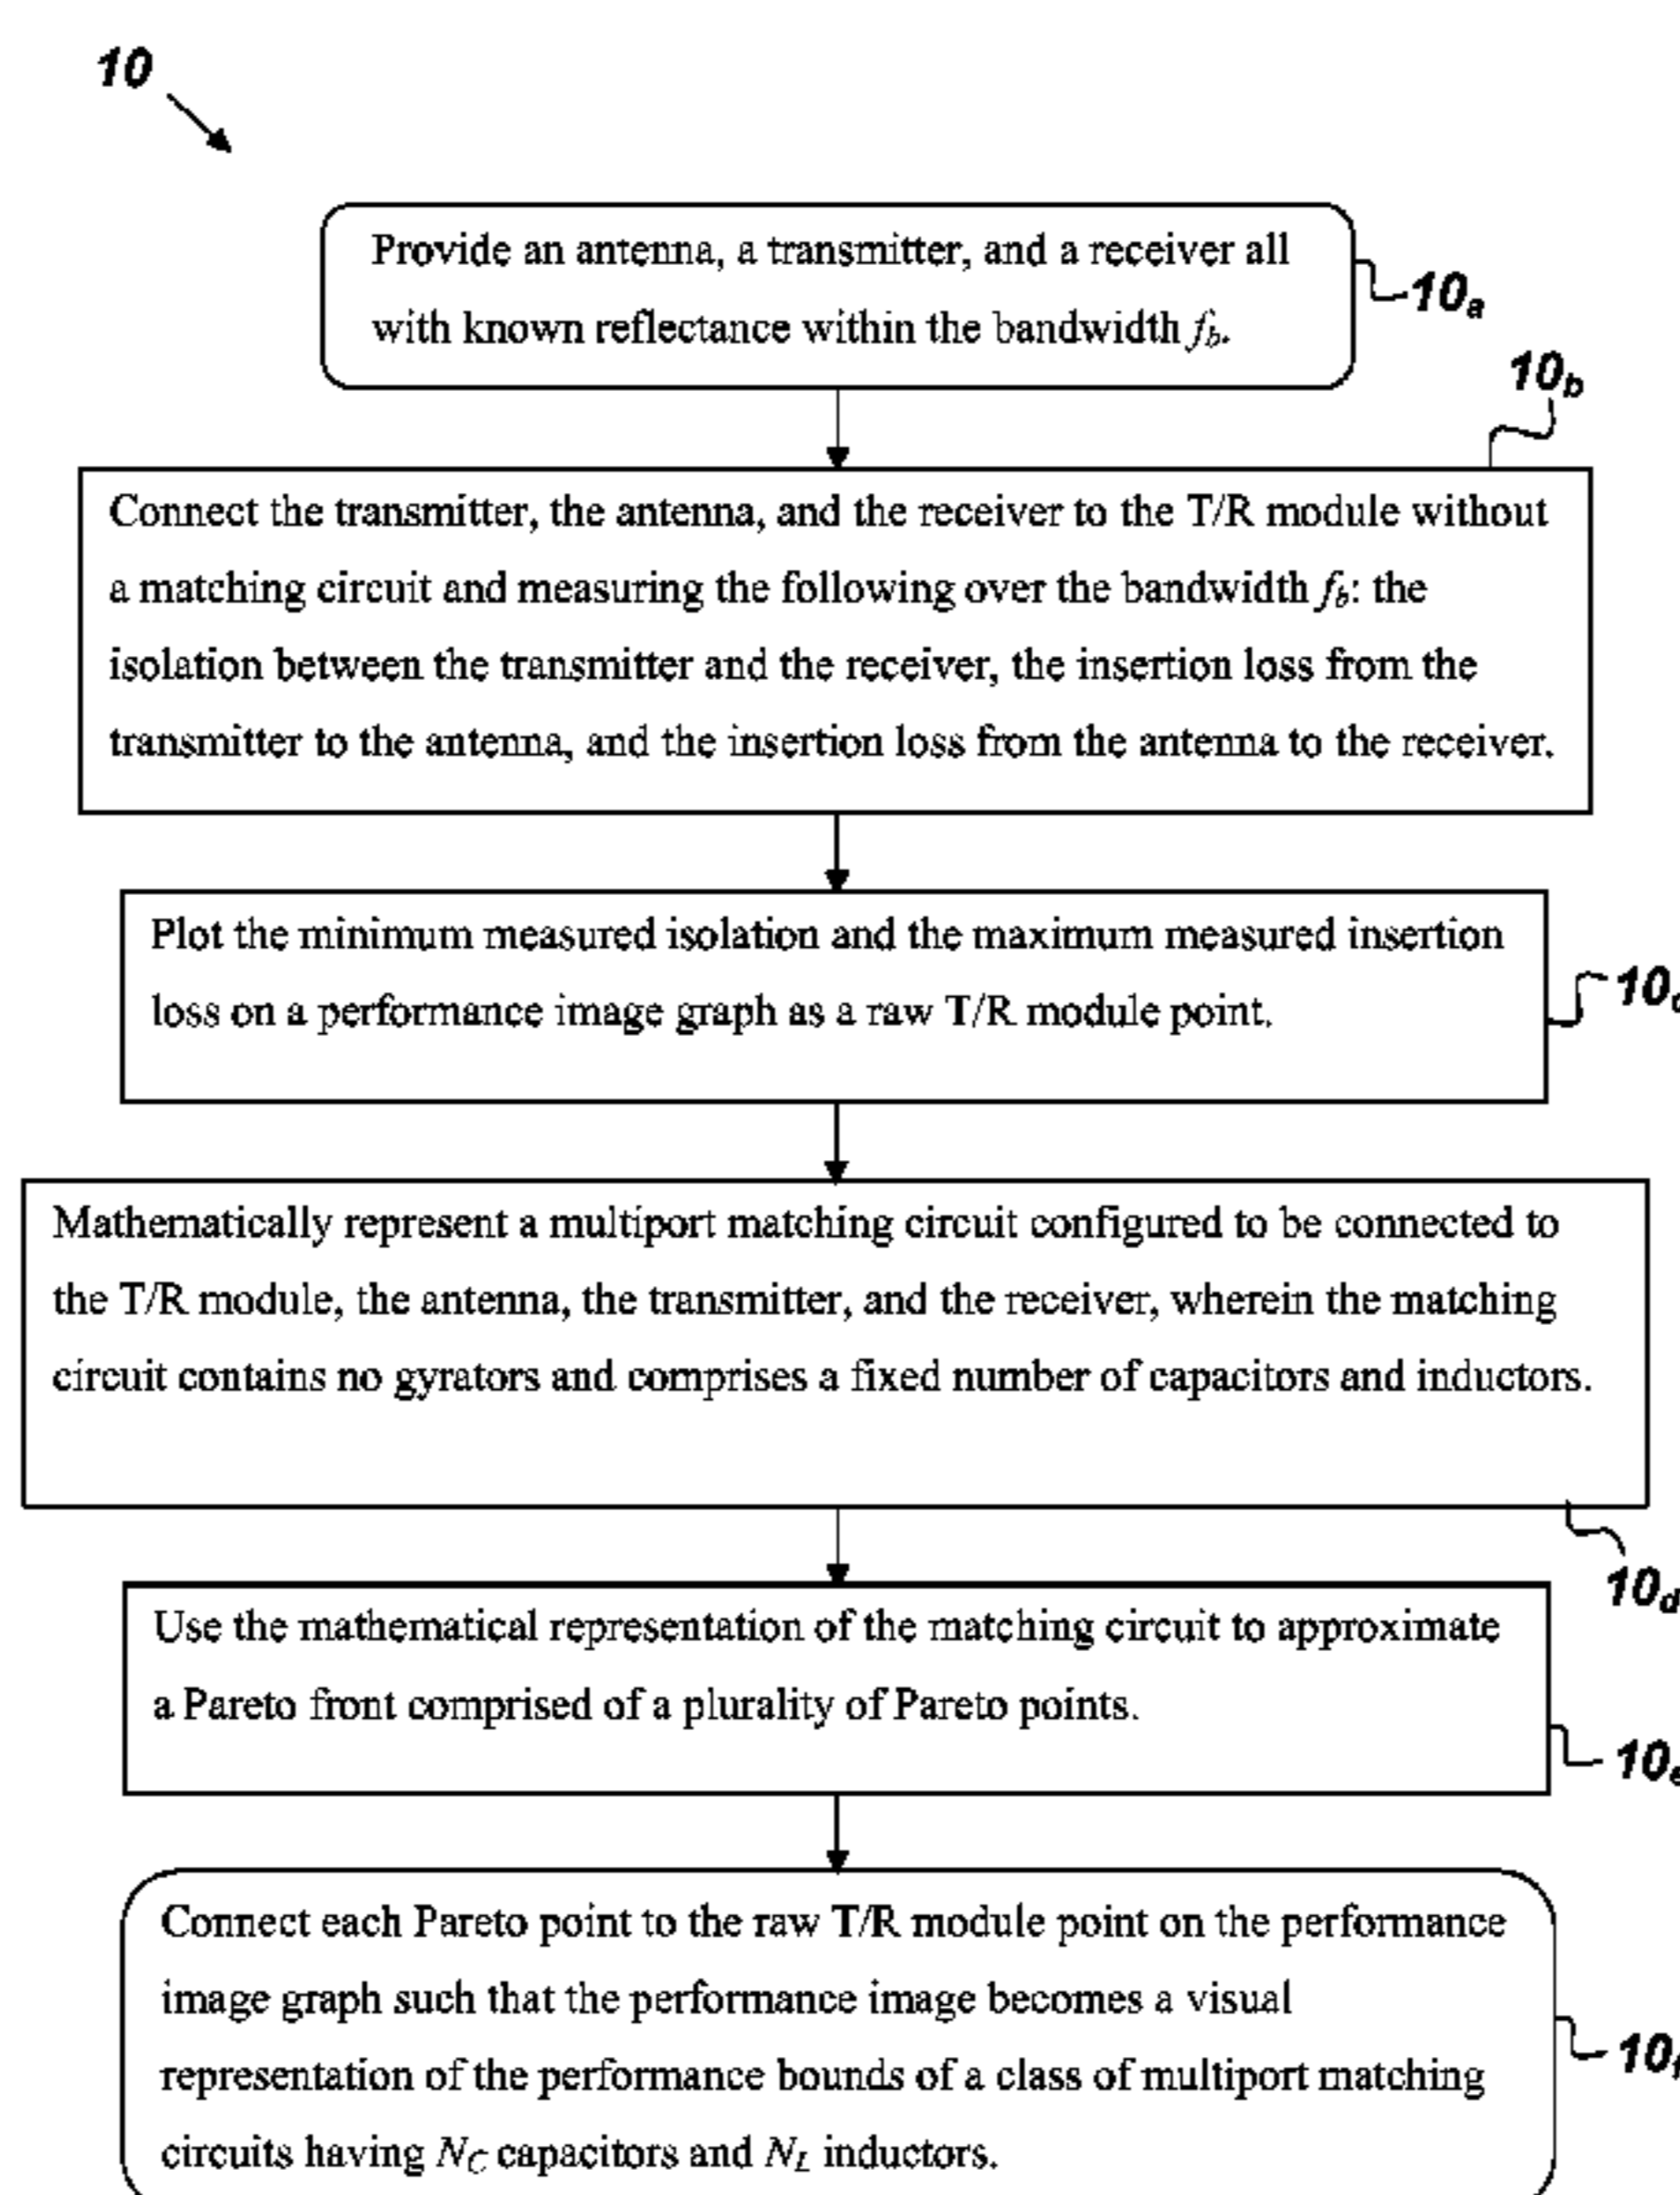 10
Provide an antenna, a transmitter, and a receiver all
with known reflectance within the bandwidth f_b.
10a
10b
Connect the transmitter, the antenna, and the receiver to the T/R module without
a matching circuit and measuring the following over the bandwidth f_b: the
isolation between the transmitter and the receiver, the insertion loss from the
transmitter to the antenna, and the insertion loss from the antenna to the receiver.
Plot the minimum measured isolation and the maximum measured insertion
loss on a performance image graph as a raw T/R module point.
10c
Mathematically represent a multiport matching circuit configured to be connected to
the T/R module, the antenna, the transmitter, and the receiver, wherein the matching
circuit contains no gyrators and comprises a fixed number of capacitors and inductors.
10d
Use the mathematical representation of the matching circuit to approximate
a Pareto front comprised of a plurality of Pareto points.
10e
Connect each Pareto point to the raw T/R module point on the performance
image graph such that the performance image becomes a visual
representation of the performance bounds of a class of multiport matching
circuits having N_C capacitors and N_L inductors.
10f